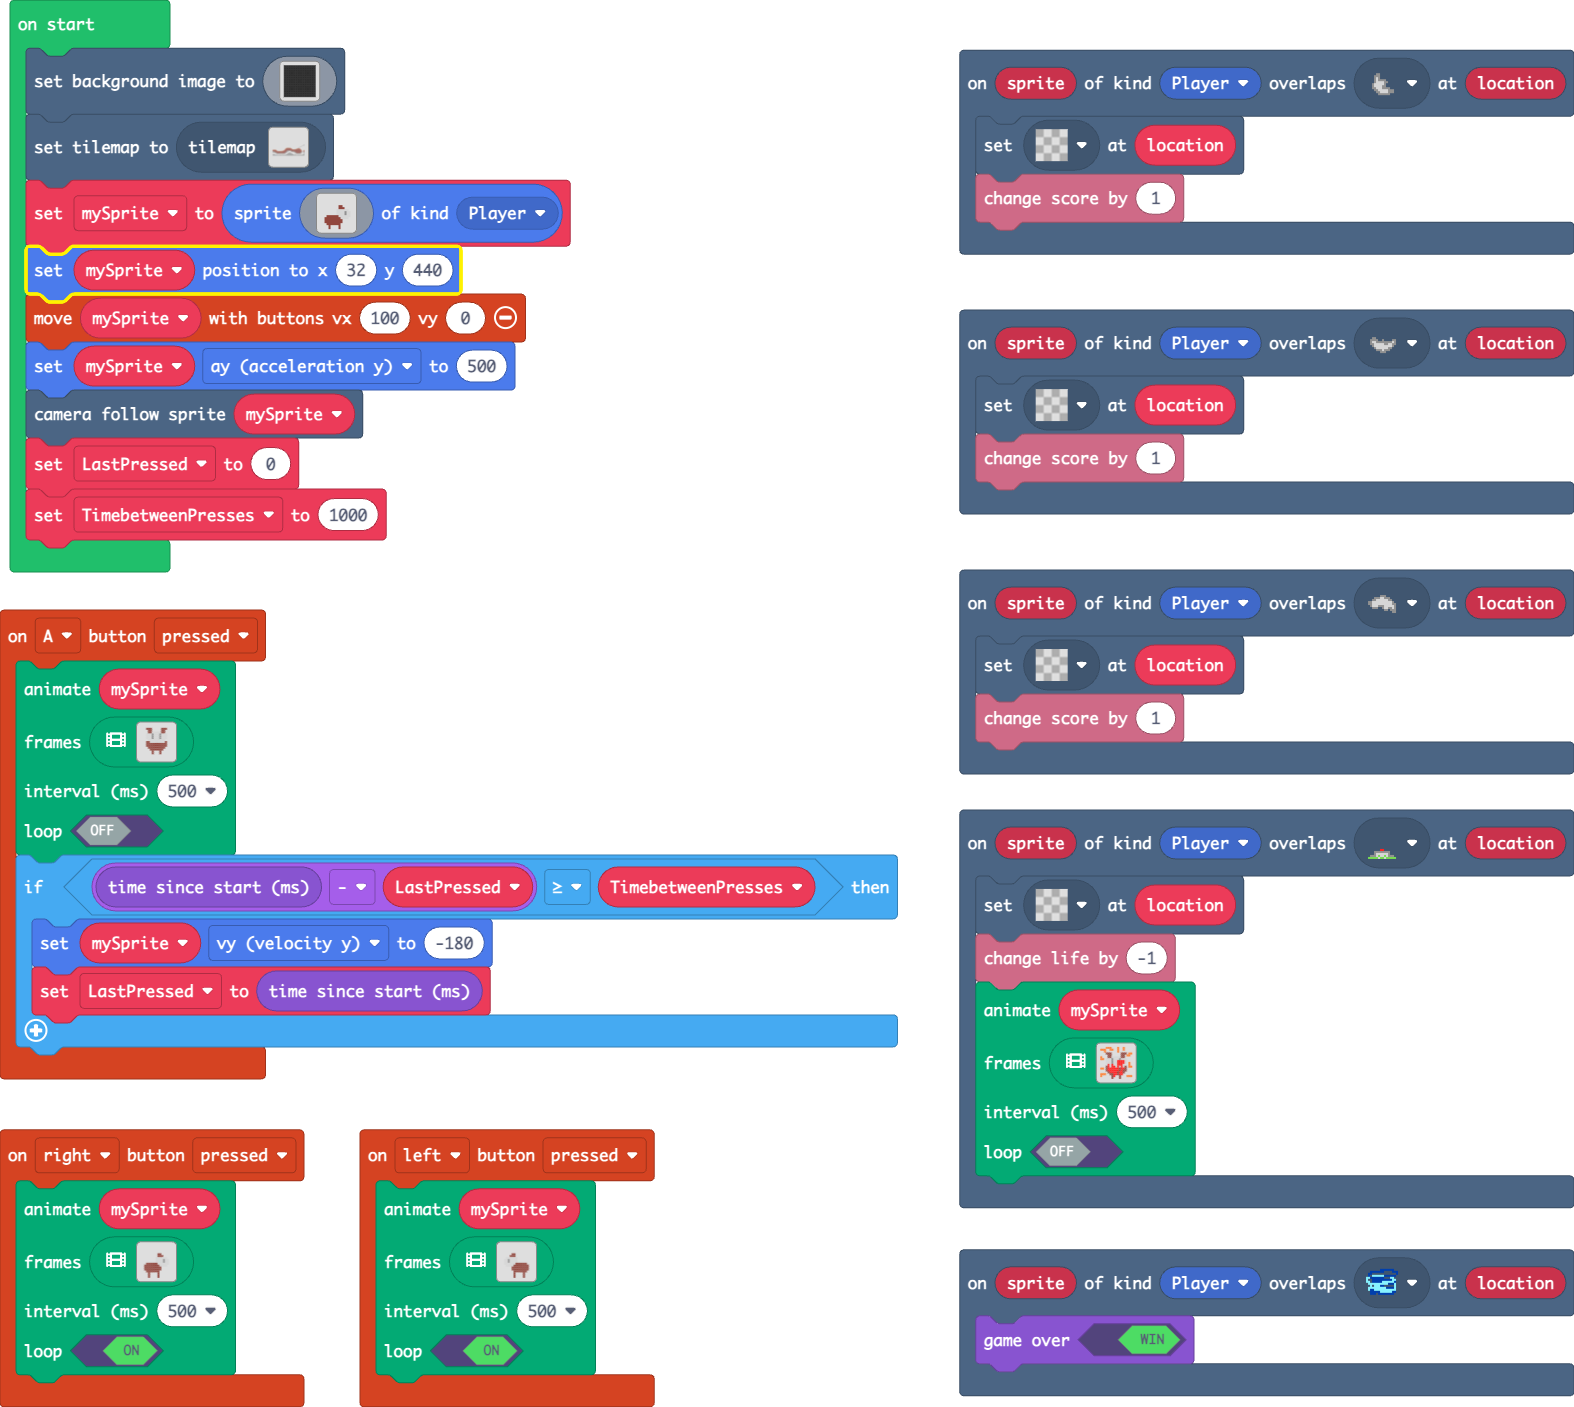 on start
set background image to
set tilemap to tilemap
set mySprite to sprite of kind Player
set mySprite position to x 32 y 440
move mySprite with buttons vx 100 vy 0
set mySprite ay (acceleration y) to 500
camera follow sprite mySprite
set LastPressed to 0
set TimebetweenPresses to 1000
on A button pressed
animate mySprite
frames
interval (ms) 500
loop OFF
if time since start (ms) - LastPressed ≥ TimebetweenPresses then
set mySprite vy (velocity y) to -180
set LastPressed to time since start (ms)
on right button pressed
animate mySprite
frames
interval (ms) 500
loop ON
on left button pressed
animate mySprite
frames
interval (ms) 500
loop ON
on sprite of kind Player overlaps at location
set at location
change score by 1
on sprite of kind Player overlaps at location
set at location
change score by 1
on sprite of kind Player overlaps at location
set at location
change score by 1
on sprite of kind Player overlaps at location
set at location
change life by -1
animate mySprite
frames
interval (ms) 500
loop OFF
on sprite of kind Player overlaps at location
game over WIN